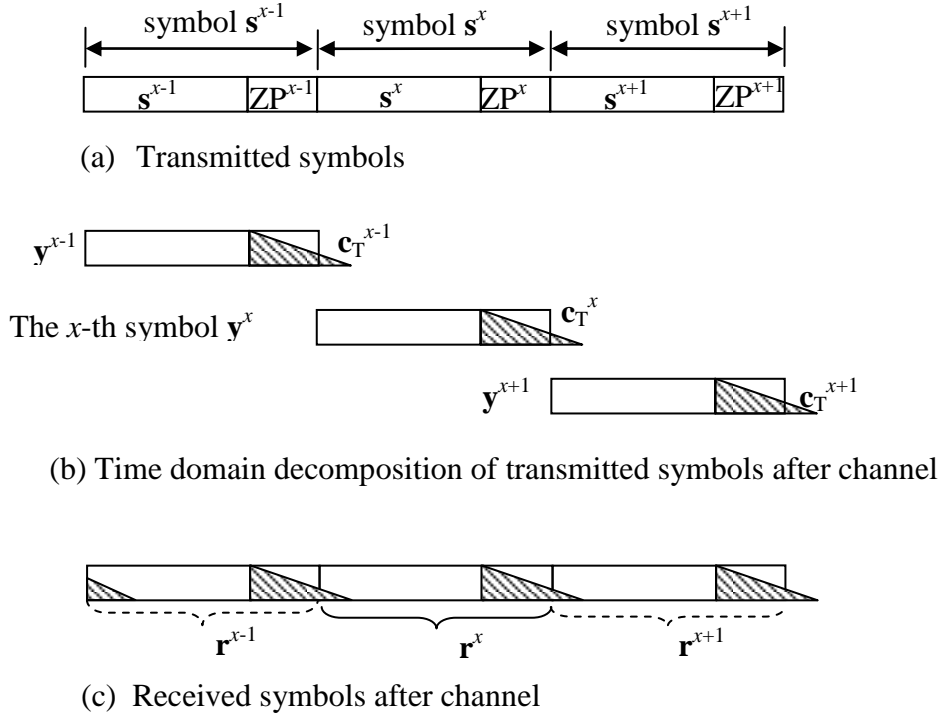 symbol s^{x-1} symbol s^{x} symbol s^{x+1}
s^{x-1} ZP^{x-1} s^{x} ZP^{x} s^{x+1} ZP^{x+1}
(a) Transmitted symbols
y^{x-1} c_T^{x-1}
The x-th symbol y^{x} c_T^{x}
y^{x+1} c_T^{x+1}
(b) Time domain decomposition of transmitted symbols after channel
r^{x-1} r^{x} r^{x+1}
(c) Received symbols after channel